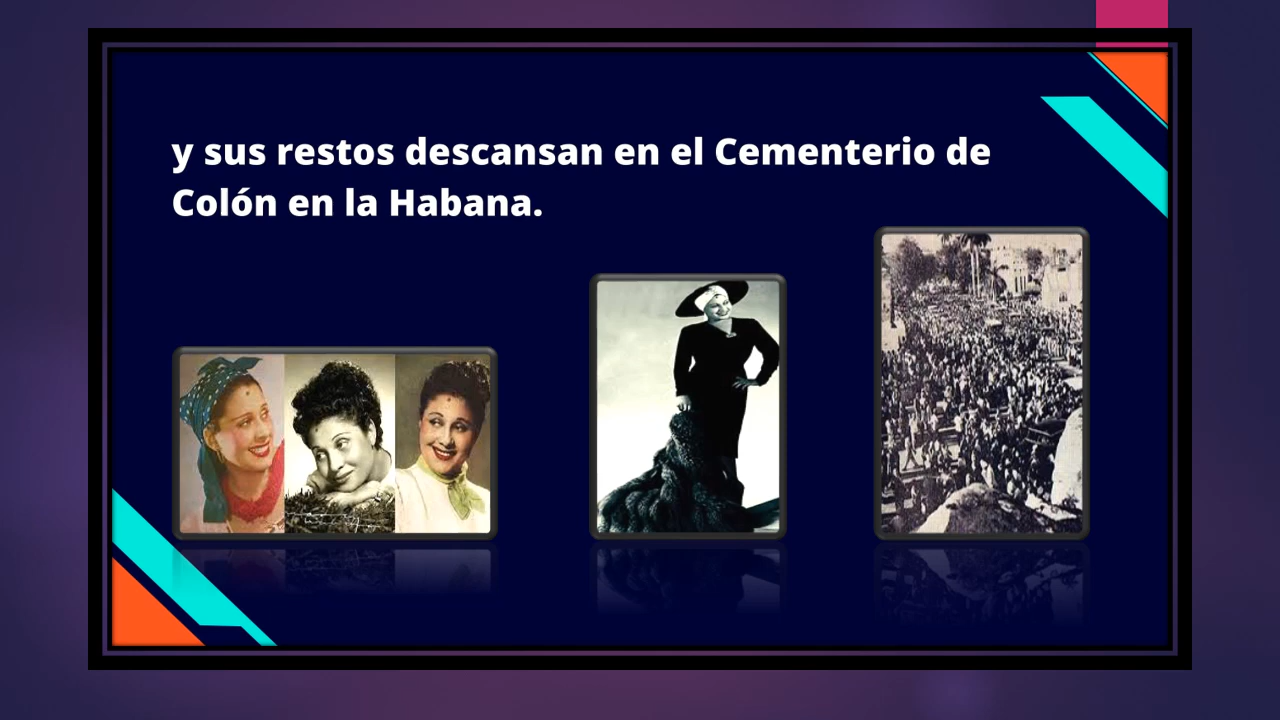 y sus restos descansan en el Cementerio de
Colón en la Habana.